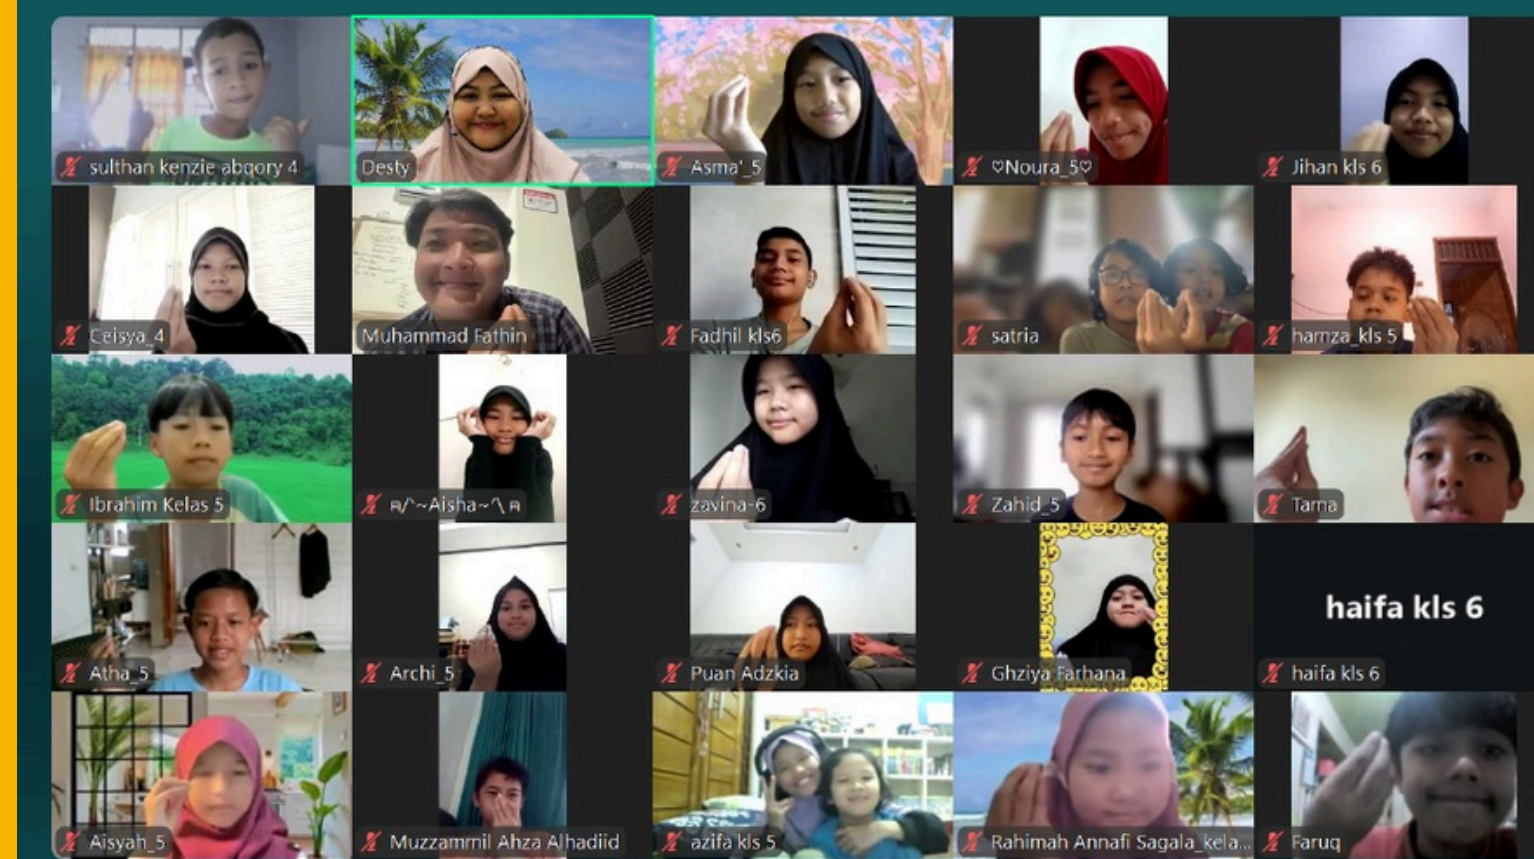 sulthan kenzie abqory 4
Desty
Asma'_5
♡Noura_5♡
Jihan kls 6
Ceisya_4
Muhammad Fathin
Fadhil kls6
satria
hamza_kls 5
Ibrahim Kelas 5
~Aisha~
zavina-6
Zahid_5
Tama
Atha_5
Archi_5
Puan Adzkia
Ghziya Farhana
haifa kls 6
haifa kls 6
Aisyah_5
Muzzammil Ahza Alhadiid
azifa kls 5
Rahimah Annafi Sagala_kela...
Faruq